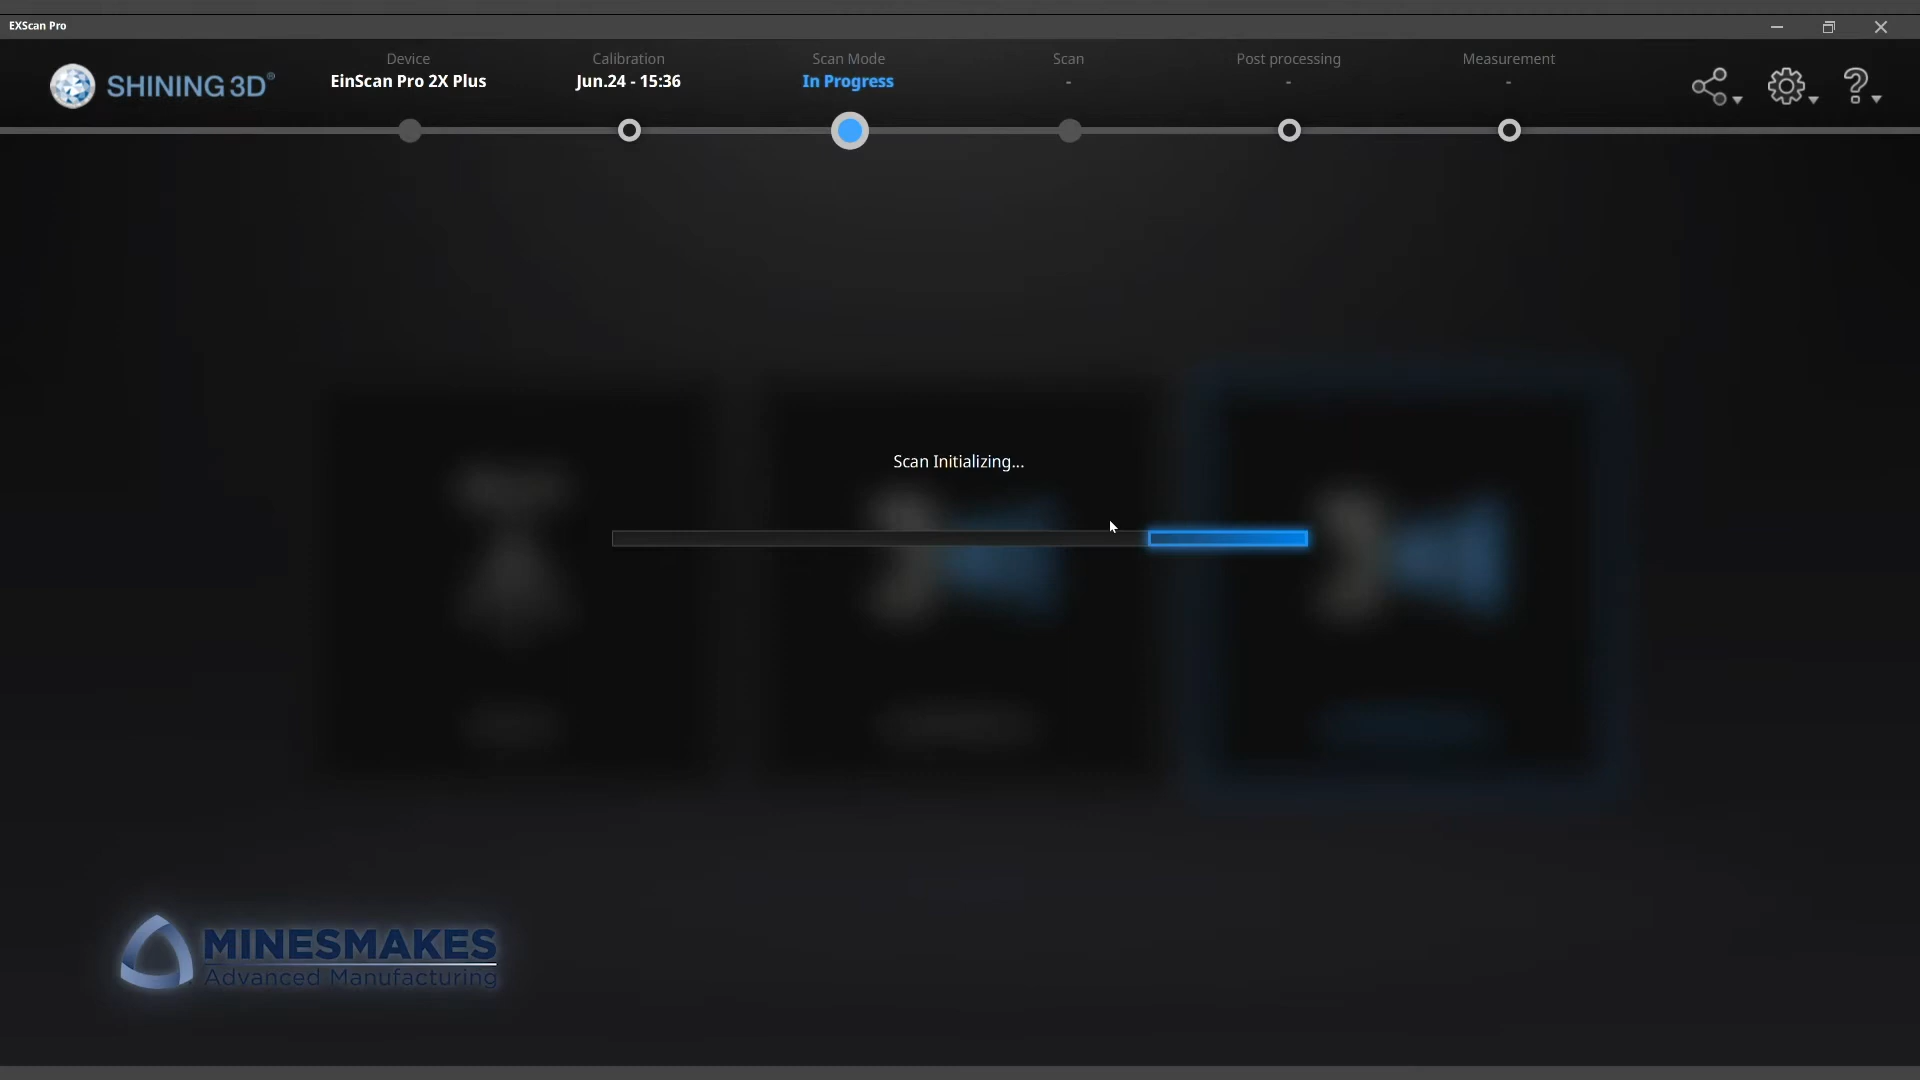 EXScan Pro
SHINING 3D®
Device
EinScan Pro 2X Plus
Calibration
Jun.24 - 15:36
Scan Mode
In Progress
Scan
-
Post processing
-
Measurement
-
Scan Initializing...
MINESMAKES
Advanced Manufacturing